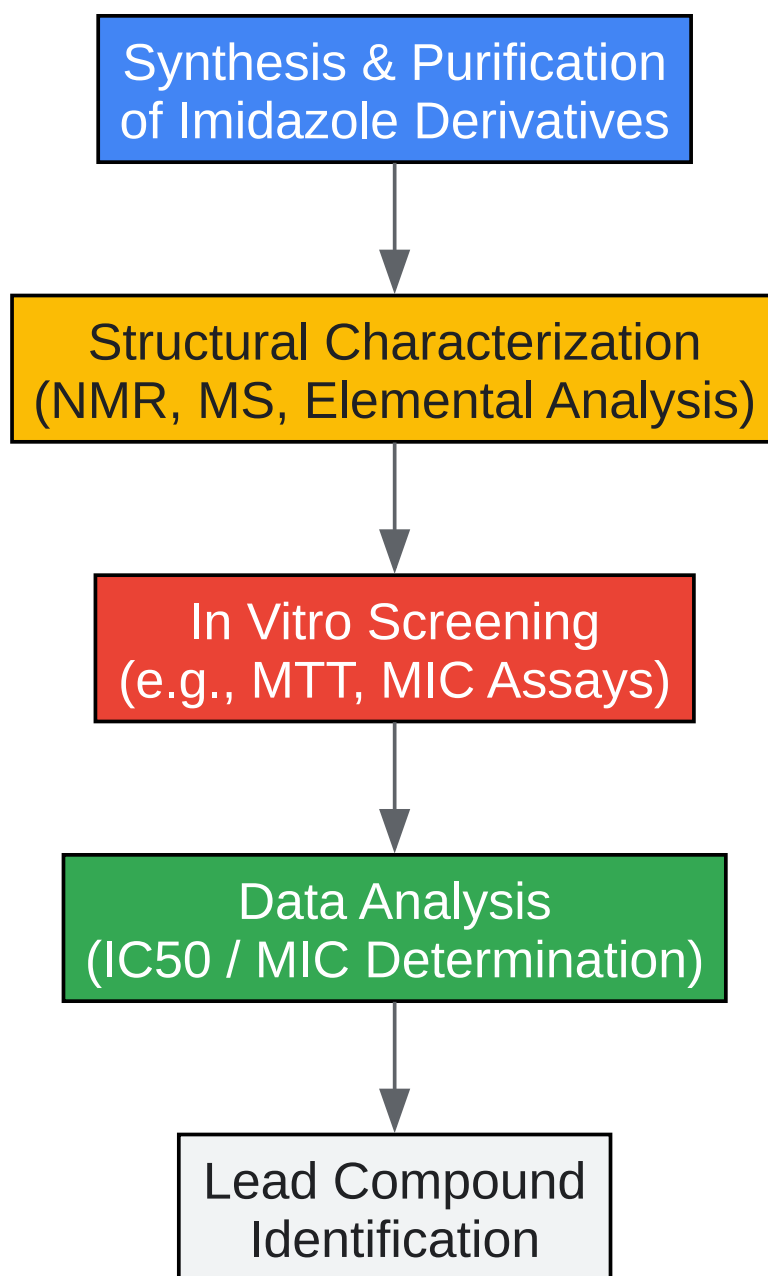 Synthesis & Purification
of Imidazole Derivatives
Structural Characterization
(NMR, MS, Elemental Analysis)
In Vitro Screening
(e.g., MTT, MIC Assays)
Data Analysis
(IC50 / MIC Determination)
Lead Compound
Identification